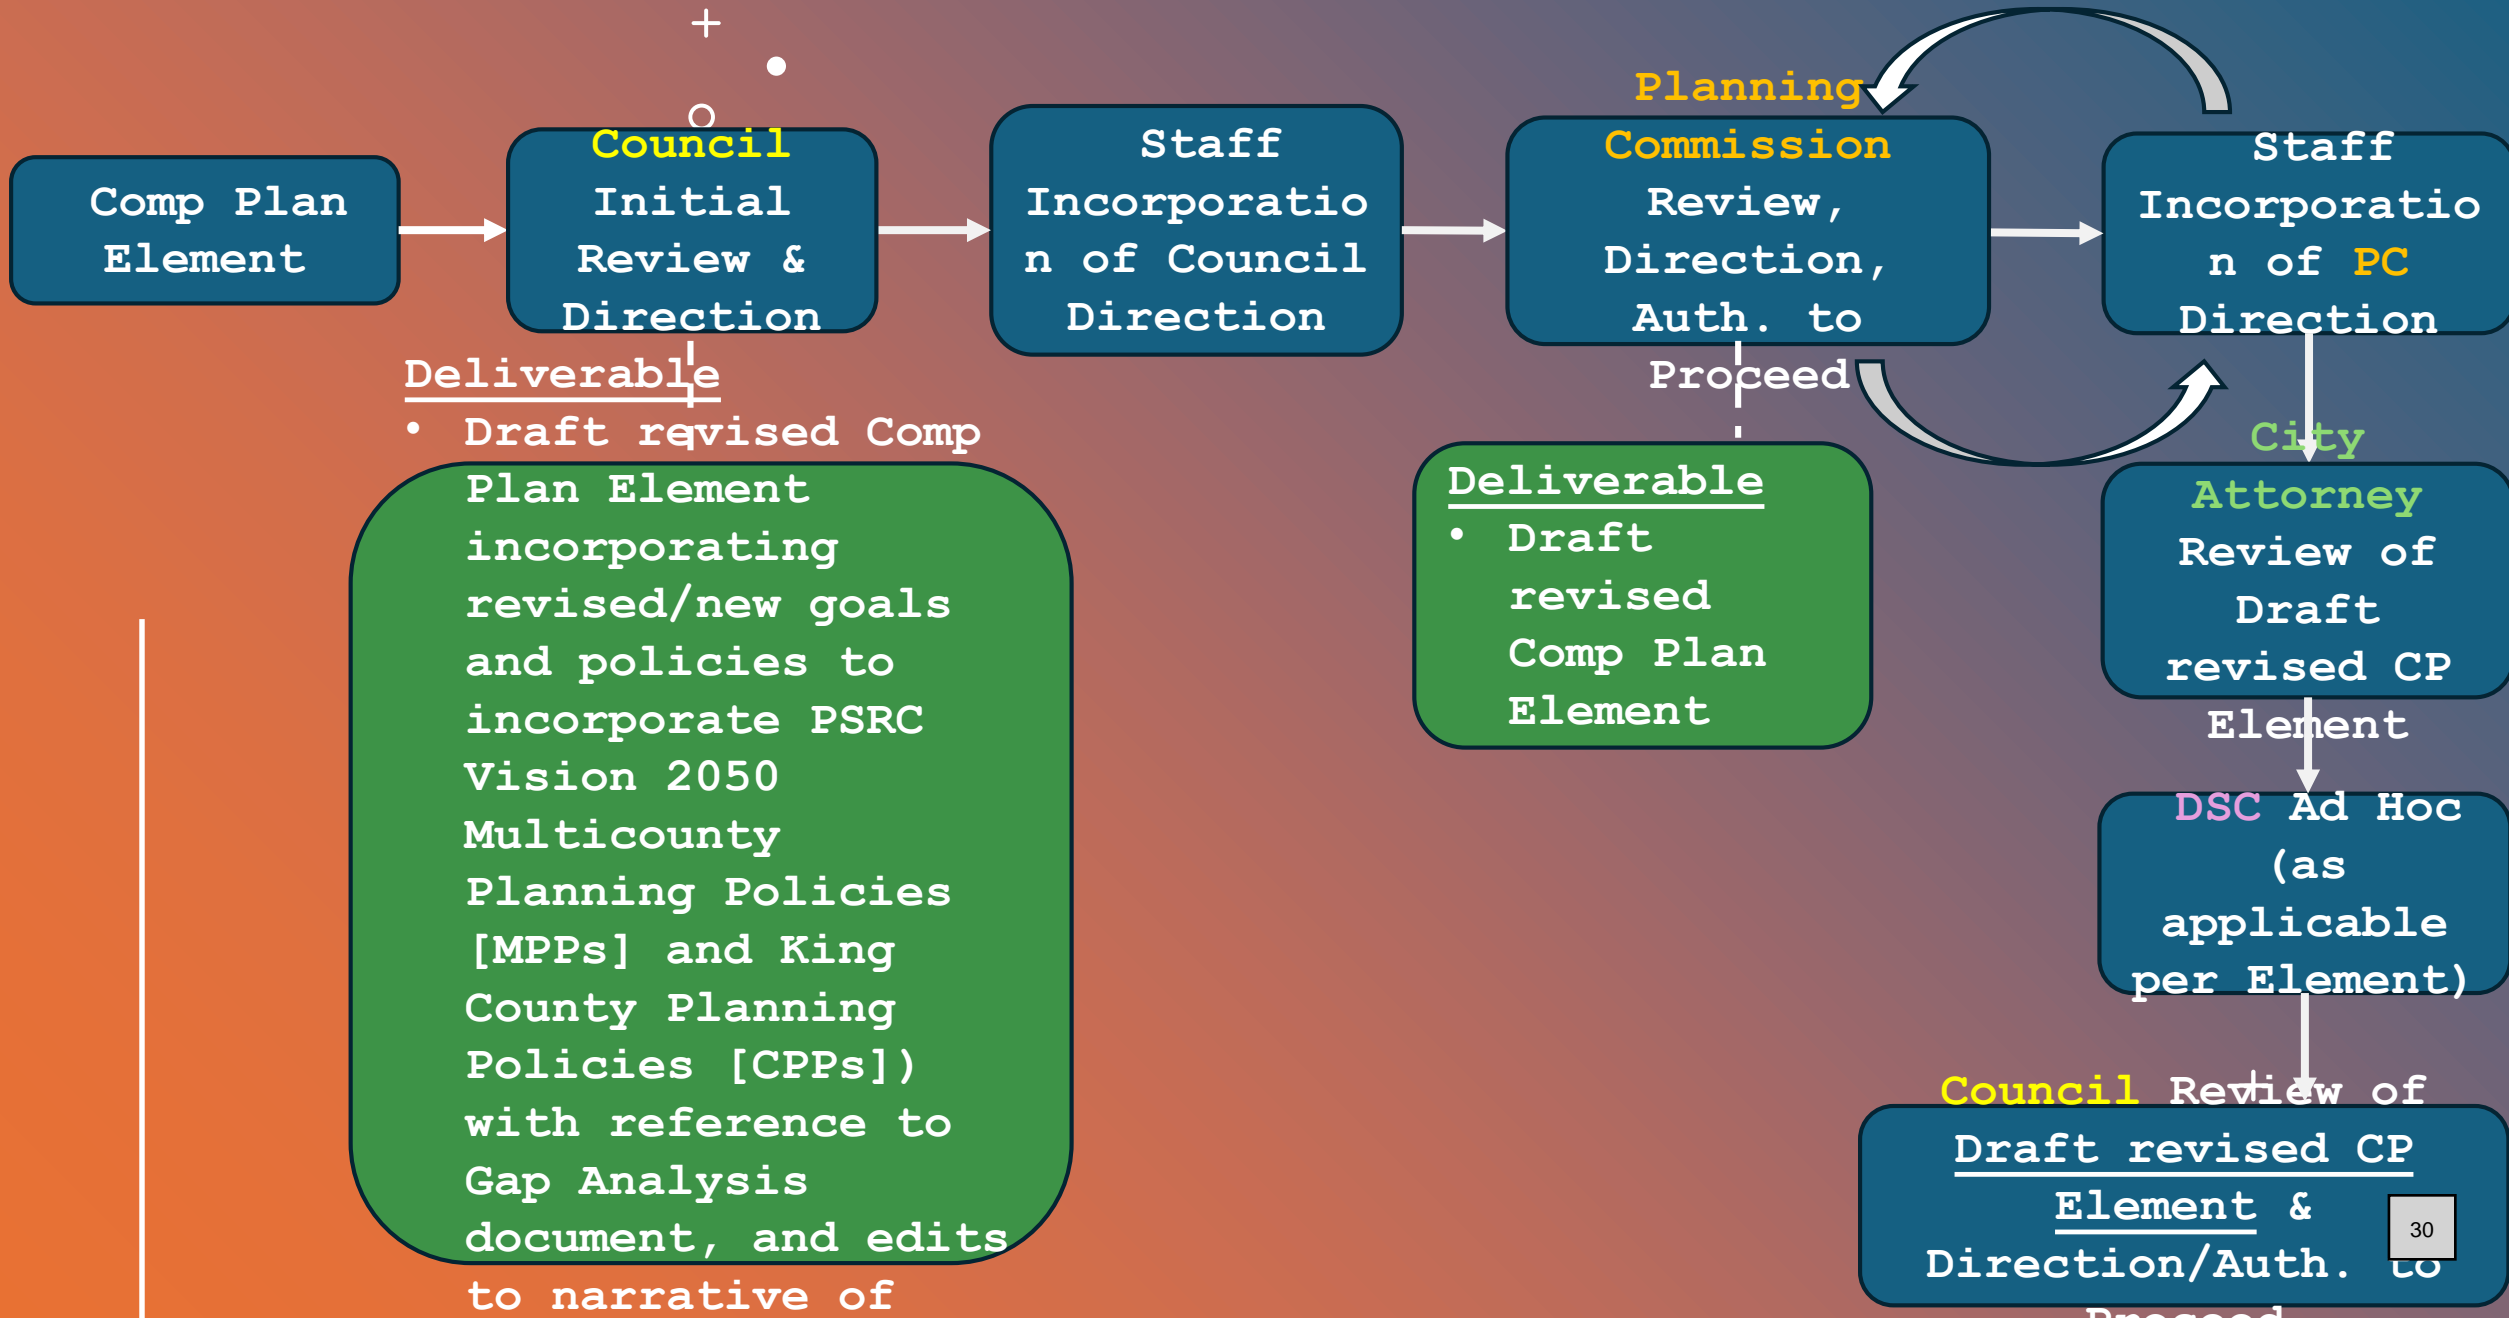 Comp Plan
Element
Council
Initial
Review &
Direction
Staff
Incorporatio
n of Council
Direction
Planning
Commission
Review,
Direction,
Auth. to
Proceed
Staff
Incorporatio
n of PC
Direction
Deliverable
• Draft revised Comp
Plan Element
incorporating
revised/new goals
and policies to
incorporate PSRC
Vision 2050
Multicounty
Planning Policies
[MPPs] and King
County Planning
Policies [CPPs])
with reference to
Gap Analysis
document, and edits
to narrative of
Deliverable
• Draft
revised
Comp Plan
Element
City
Attorney
Review of
Draft
revised CP
Element
DSC Ad Hoc
(as
applicable
per Element)
Council Review of
Draft revised CP
Element &
Direction/Auth. to
Proceed
30